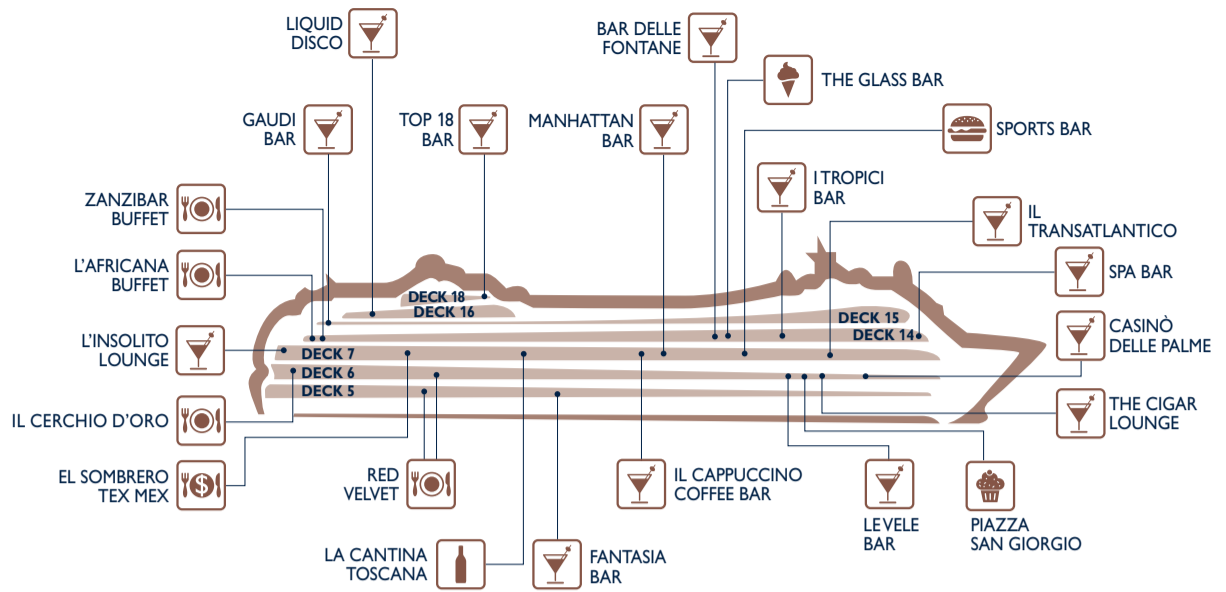 LIQUID
DISCO
BAR DELLE
FONTANE
THE GLASS BAR
GAUDI
BAR
TOP 18
BAR
MANHATTAN
BAR
SPORTS BAR
ZANZIBAR
BUFFET
I TROPICI
BAR
IL
TRANSATLANTICO
L'AFRICANA
BUFFET
SPA BAR
DECK 18
DECK 16
DECK 15
DECK 14
L'INSOLITO
LOUNGE
CASINÒ
DELLE PALME
DECK 7
DECK 6
DECK 5
IL CERCHIO D'ORO
THE CIGAR
LOUNGE
EL SOMBRERO
TEX MEX
$
RED
VELVET
IL CAPPUCCINO
COFFEE BAR
LE VELE
BAR
PIAZZA
SAN GIORGIO
LA CANTINA
TOSCANA
FANTASIA
BAR